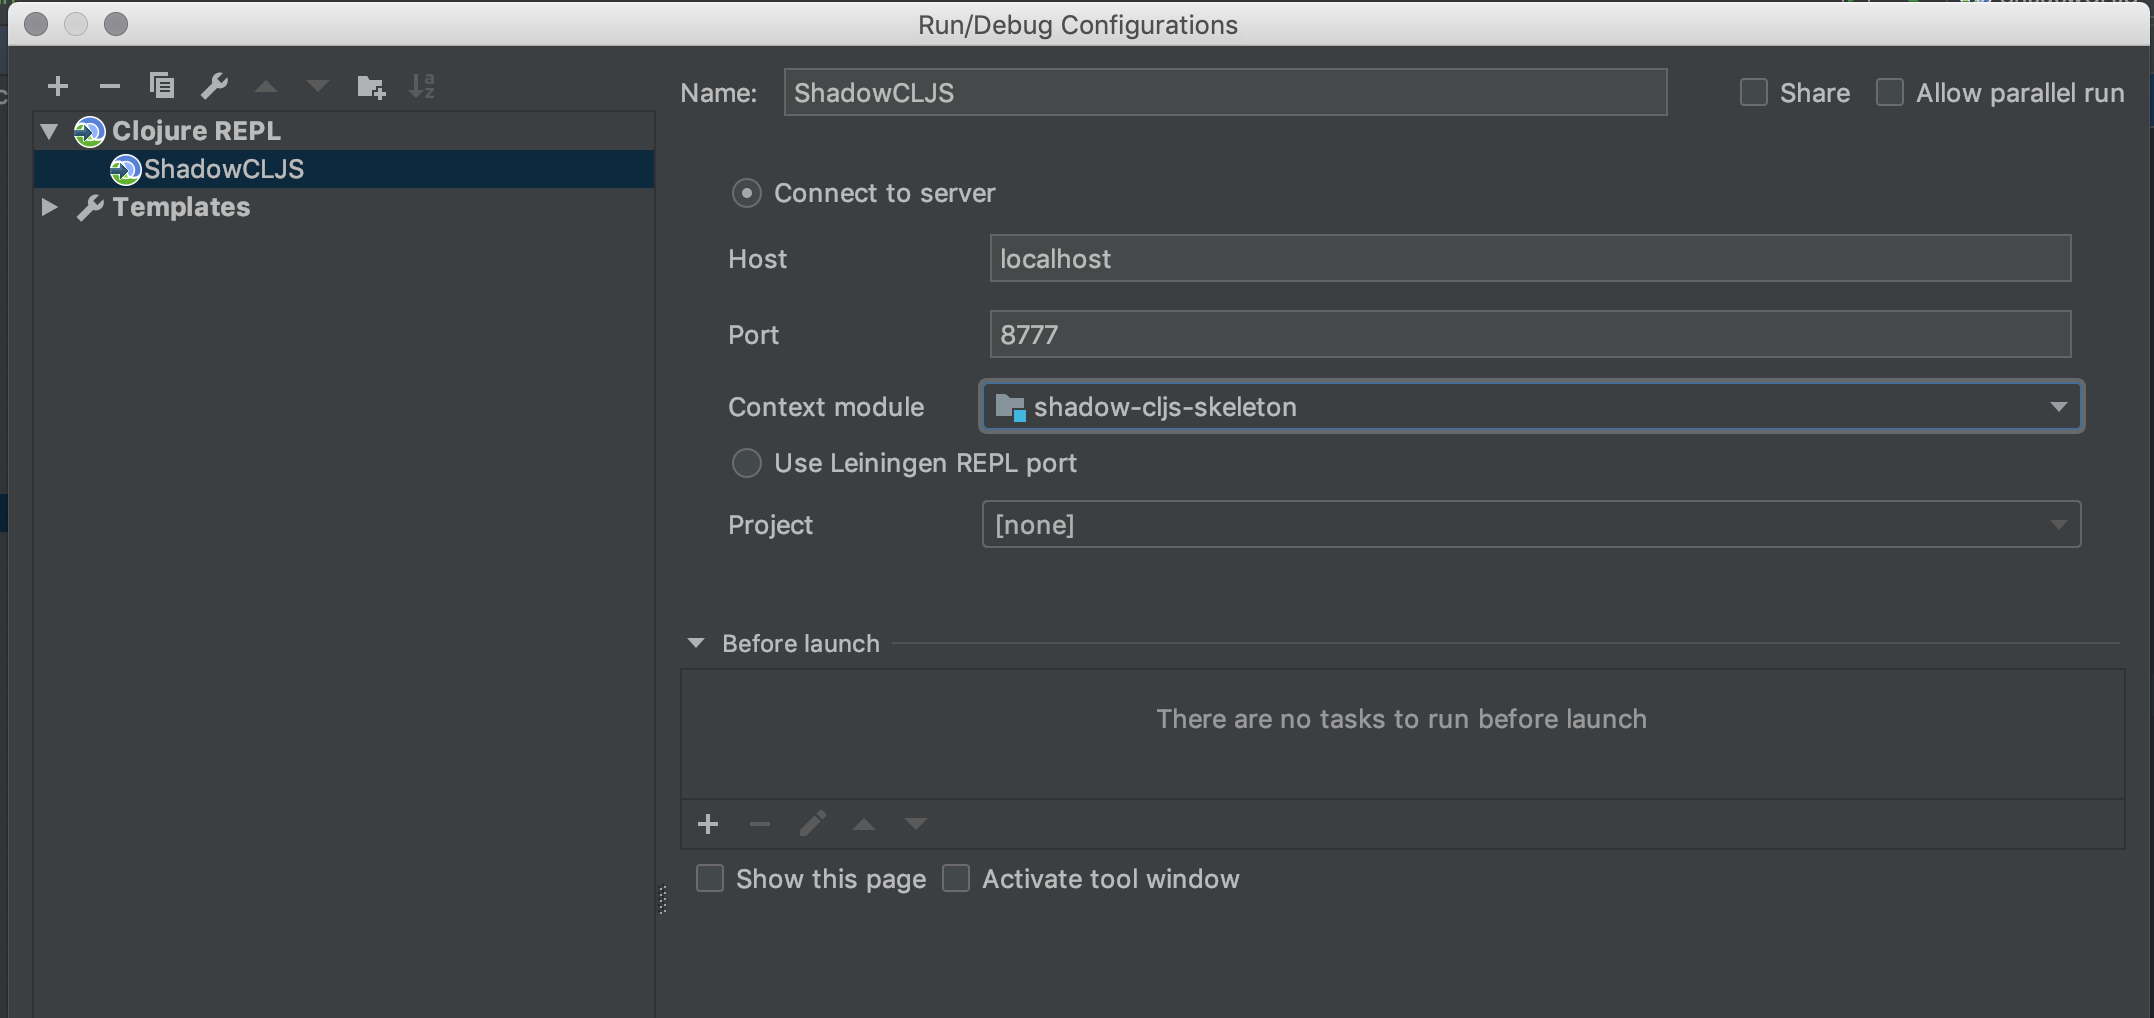 Run/Debug Configurations
Name: ShadowCLJS Share Allow parallel run
Clojure REPL
ShadowCLJS
Templates
Connect to server
Host localhost
Port 8777
Context module shadow-cljs-skeleton
Use Leiningen REPL port
Project [none]
Before launch
There are no tasks to run before launch
Show this page Activate tool window